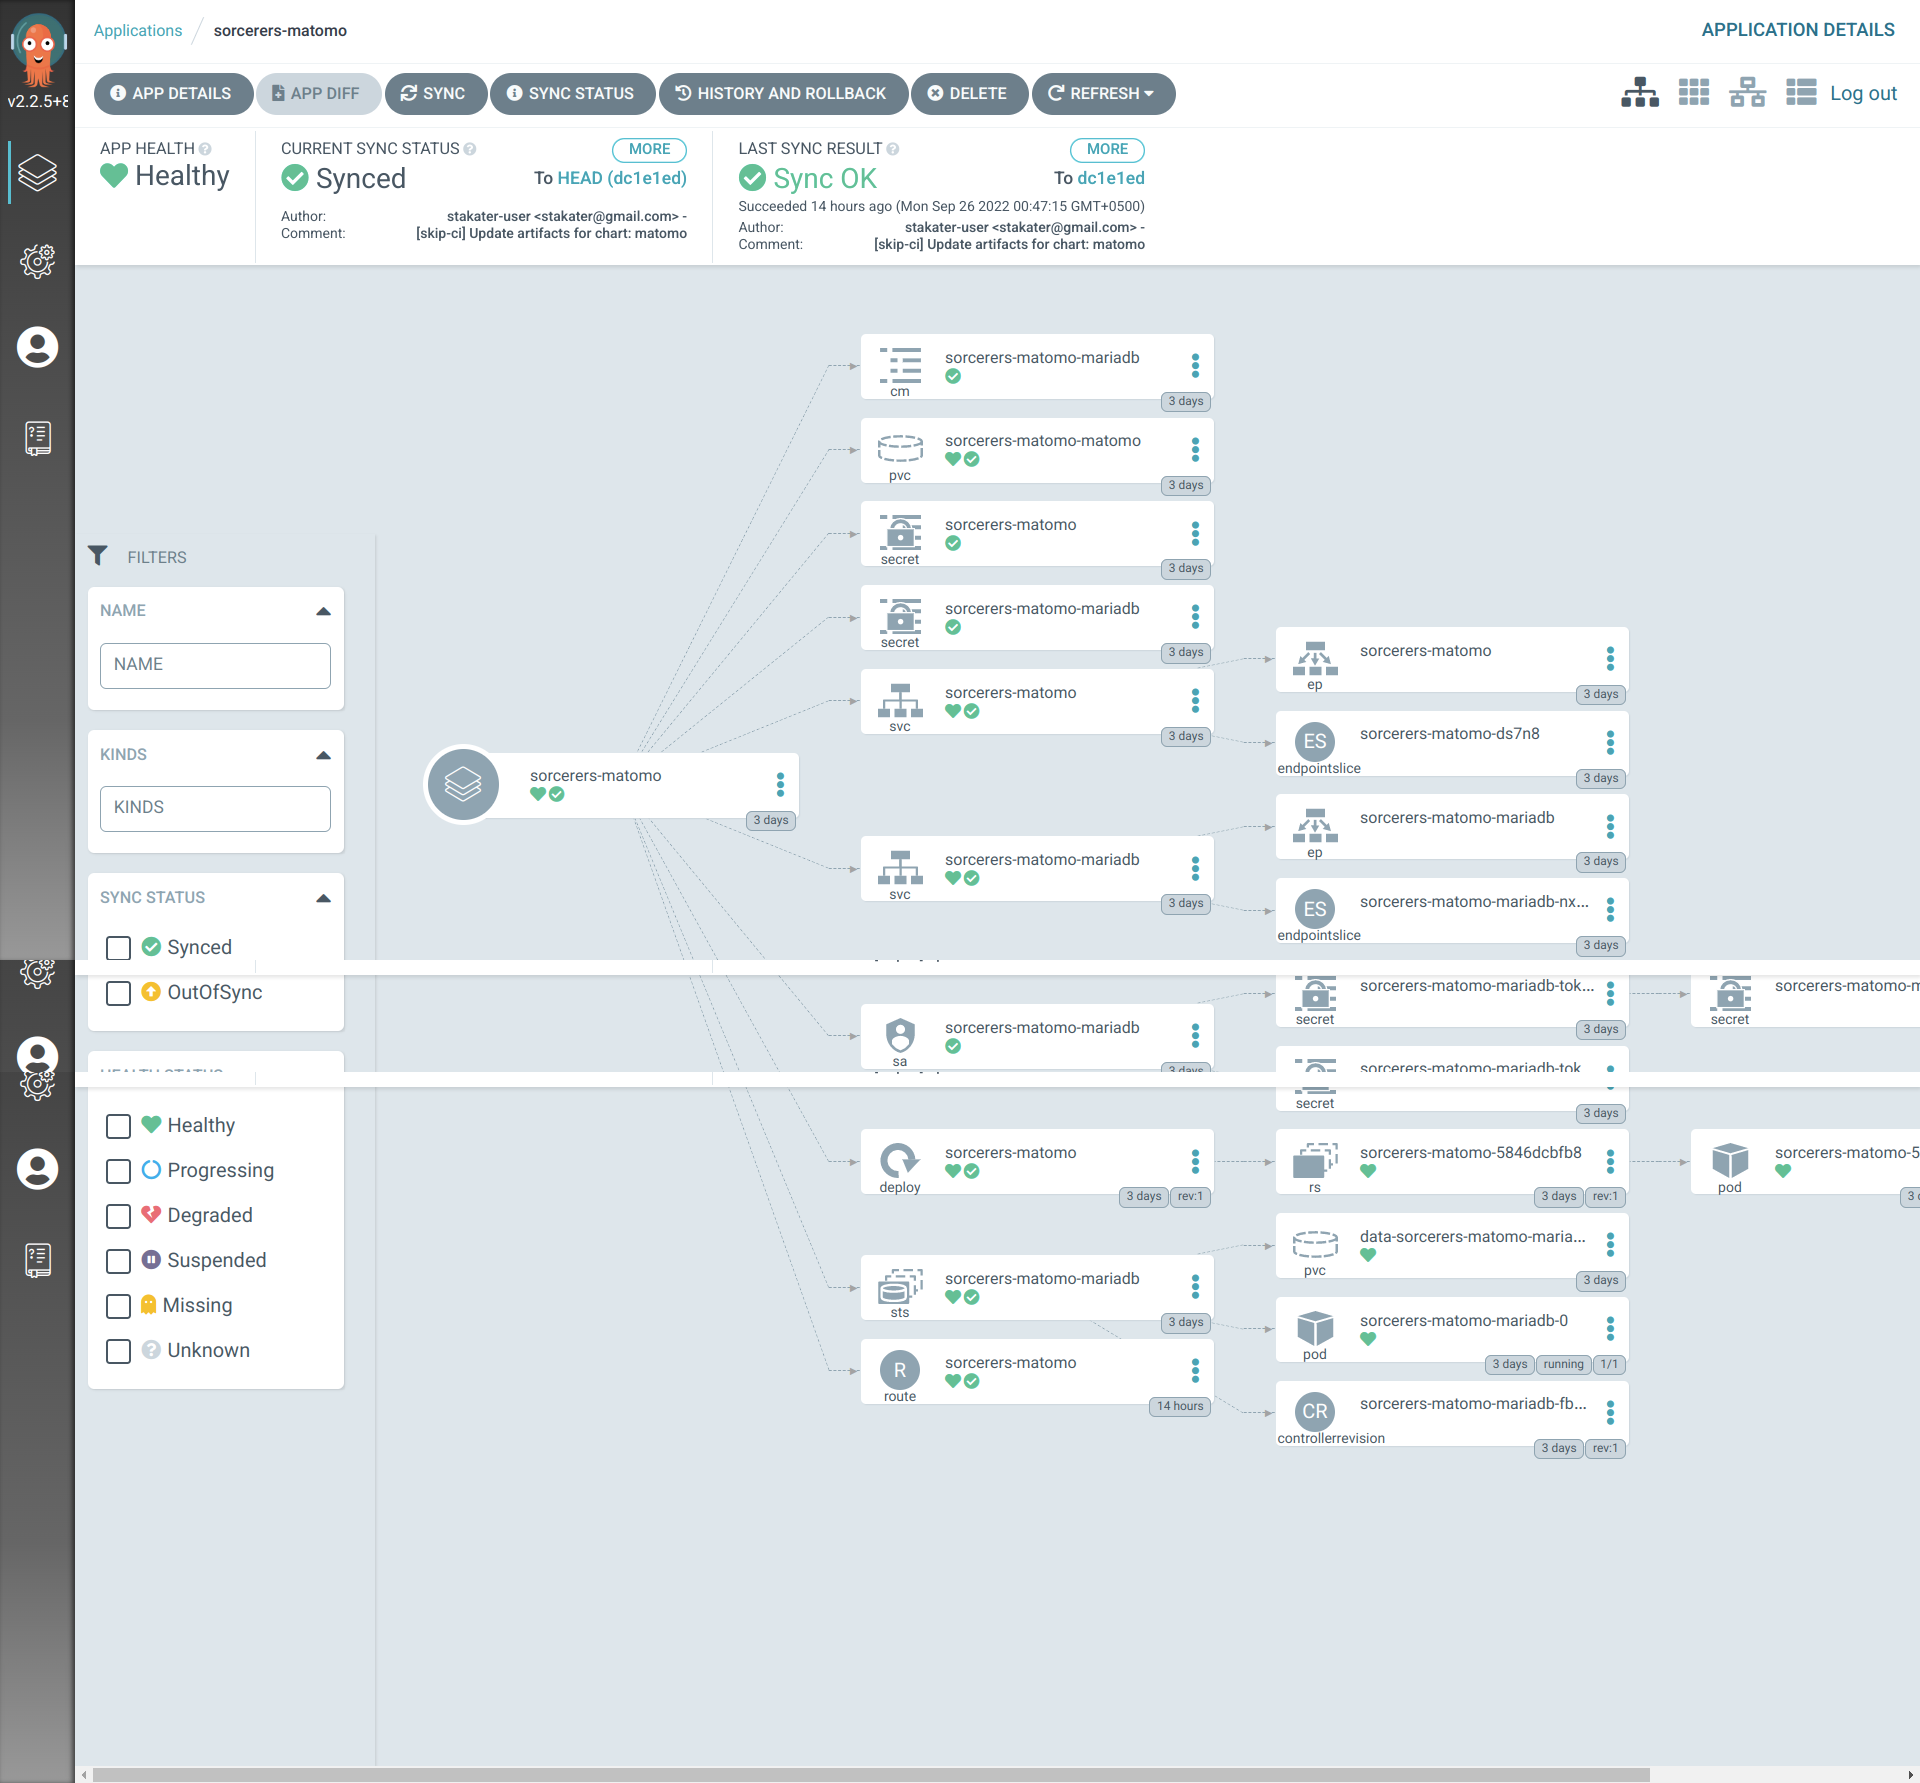 Applications
sorcerers-matomo
APPLICATION DETAILS
v2.2.5+8
APP DETAILS
APP DIFF
SYNC
SYNC STATUS
HISTORY AND ROLLBACK
DELETE
REFRESH
Log out
APP HEALTH
Healthy
CURRENT SYNC STATUS
MORE
Synced
To HEAD (dc1e1ed)
Author:
stakater-user <stakater@gmail.com> -
Comment:
[skip-ci] Update artifacts for chart: matomo
LAST SYNC RESULT
MORE
Sync OK
To dc1e1ed
Succeeded 14 hours ago (Mon Sep 26 2022 00:47:15 GMT+0500)
Author:
stakater-user <stakater@gmail.com> -
Comment:
[skip-ci] Update artifacts for chart: matomo
FILTERS
NAME
NAME
KINDS
KINDS
SYNC STATUS
Synced
OutOfSync
Healthy
Progressing
Degraded
Suspended
Missing
Unknown
sorcerers-matomo
3 days
sorcerers-matomo-mariadb
cm
3 days
sorcerers-matomo-matomo
pvc
3 days
sorcerers-matomo
secret
3 days
sorcerers-matomo-mariadb
secret
3 days
sorcerers-matomo
svc
3 days
sorcerers-matomo-mariadb
svc
3 days
sorcerers-matomo-mariadb
sa
3 days
sorcerers-matomo
deploy
3 days
rev:1
sorcerers-matomo-mariadb
sts
3 days
R
sorcerers-matomo
route
14 hours
sorcerers-matomo
ep
3 days
ES
sorcerers-matomo-ds7n8
endpointslice
3 days
sorcerers-matomo-mariadb
ep
3 days
ES
sorcerers-matomo-mariadb-nx...
endpointslice
3 days
sorcerers-matomo-mariadb-tok...
secret
3 days
sorcerers-matomo-mariadb-tok
secret
3 days
sorcerers-matomo-5846dcbfb8
rs
3 days
rev:1
data-sorcerers-matomo-maria...
pvc
3 days
sorcerers-matomo-mariadb-0
pod
3 days
running
1/1
CR
sorcerers-matomo-mariadb-fb...
controllerrevision
3 days
rev:1
sorcerers-matomo-m
secret
sorcerers-matomo-5
pod
3 d